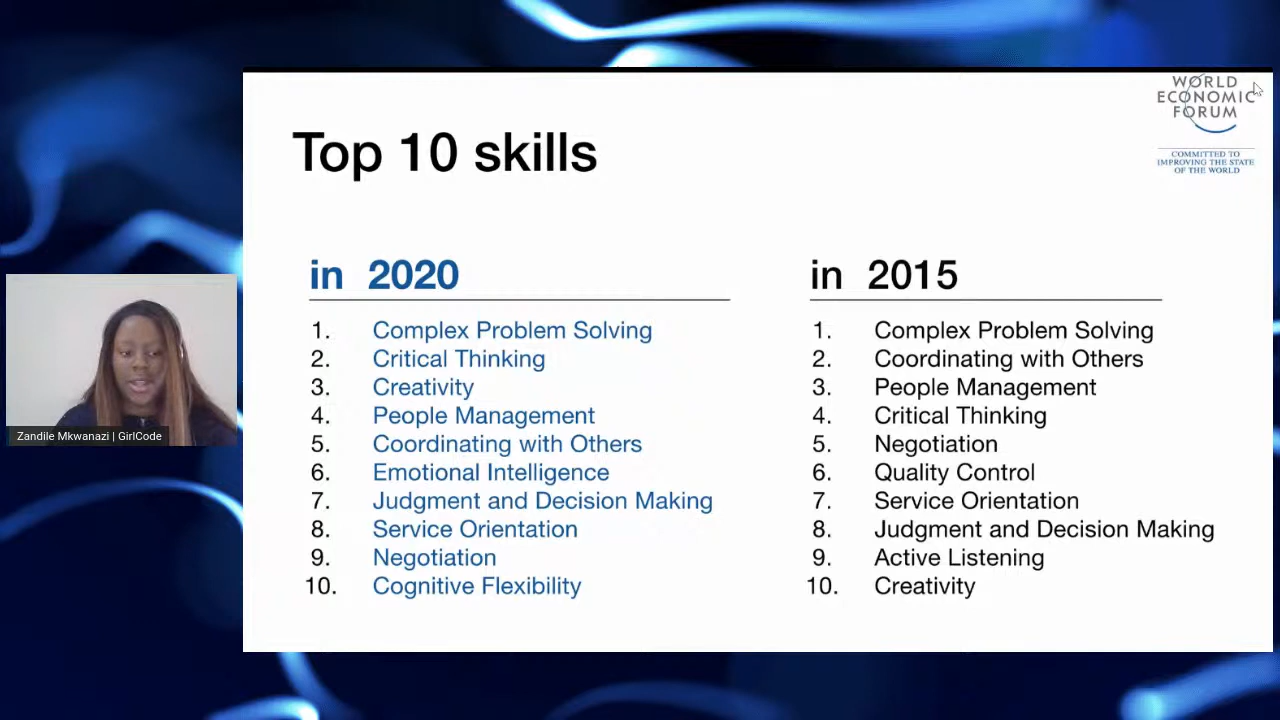 WORLD
ECONOMIC
FORUM
COMMITTED TO
IMPROVING THE STATE
OF THE WORLD
Top 10 skills
in 2020
1. Complex Problem Solving
2. Critical Thinking
3. Creativity
4. People Management
5. Coordinating with Others
6. Emotional Intelligence
7. Judgment and Decision Making
8. Service Orientation
9. Negotiation
10. Cognitive Flexibility
in 2015
1. Complex Problem Solving
2. Coordinating with Others
3. People Management
4. Critical Thinking
5. Negotiation
6. Quality Control
7. Service Orientation
8. Judgment and Decision Making
9. Active Listening
10. Creativity
Zandile Mkwanazi | GirlCode